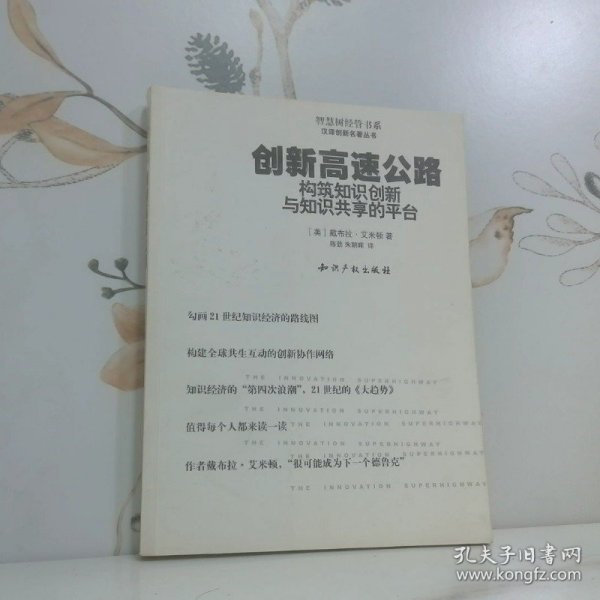 智慧树经管书系
汉译创新名著丛书
创新高速公路
构筑知识创新
与知识共享的平台
［美］戴布拉·艾米顿 著
陈劲 朱朝晖 译
知识产权出版社
勾画21世纪知识经济的路线图
构建全球共生互动的创新协作网络
THE INNOVATION SUPERHIGHWAY
知识经济的“第四次浪潮”，21世纪的《大趋势》
THE INNOVATION SUPERHIGHWAY
值得每个人都来读一读
THE INNOVATION SUPERHIGHWAY
THE INNOVATION SUPERHIGHWAY
作者戴布拉·艾米顿，“很可能成为下一个德鲁克”
THE INNOVATION SUPERHIGHWAY
THE INNOVATION SUPERHIGHWAY
孔夫子旧书网
www.kongfz.com